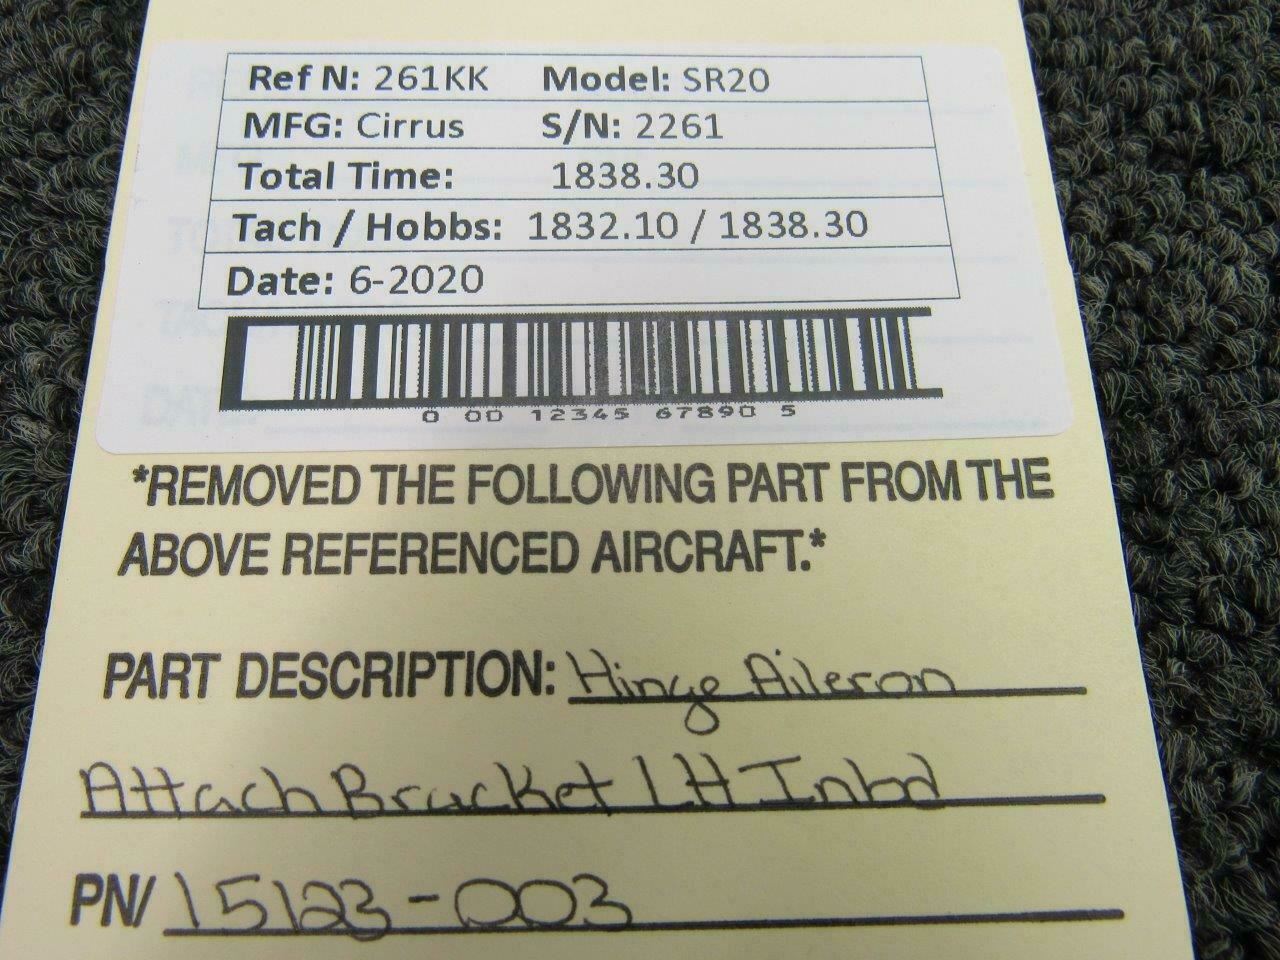 Ref N: 261KK Model: SR20
MFG: Cirrus S/N: 2261
Total Time: 1838.30
Tach / Hobbs: 1832.10 / 1838.30
Date: 6-2020
0 00 12345 67890 5
*REMOVED THE FOLLOWING PART FROM THE
ABOVE REFERENCED AIRCRAFT.*
PART DESCRIPTION: Hinge Aileron
Attach Bracket LH Inbd
PN/ 15123-003